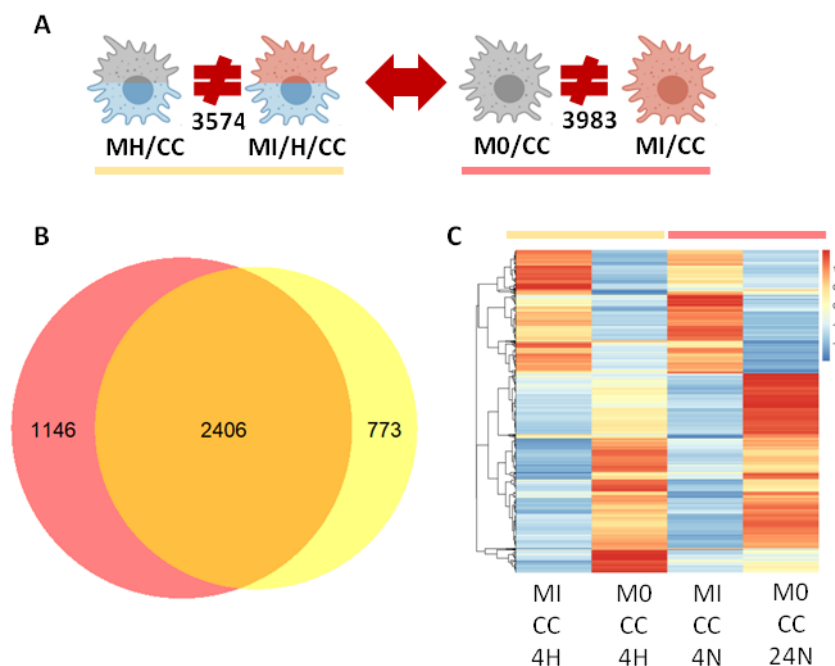 A
3574
3983
MH/CC
MI/H/CC
M0/CC
MI/CC
B
C
1146
2406
773
MI M0 MI M0
CC CC CC CC
4H 4H 4N 24N